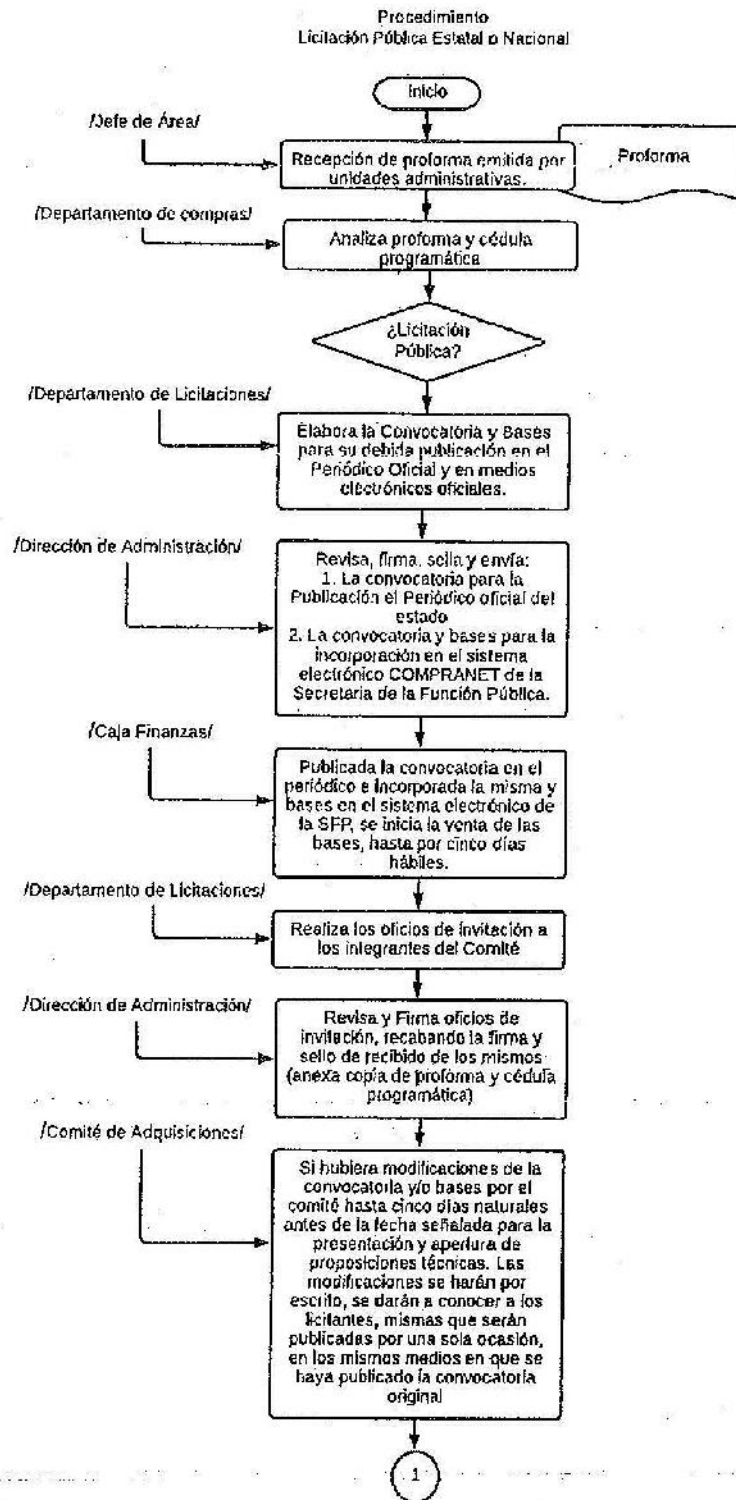 Procedimiento
Licitación Pública Estatal o Nacional
Inicio
/Jefe de Área/
Recepción de proforma emitida por
unidades administrativas.
Proforma
/Departamento de compras/
Analiza proforma y cédula
programática
¿Licitación
Pública?
/Departamento de Licitaciones/
Elabora la Convocatoria y Bases
para su debida publicación en el
Periódico Oficial y en medios
electrónicos oficiales.
/Dirección de Administración/
Revisa, firma, sella y envía:
1. La convocatoria para la
Publicación el Periódico oficial del
estado
2. La convocatoria y bases para la
incorporación en el sistema
electrónico COMPRANET de la
Secretaria de la Función Pública.
/Caja Finanzas/
Publicada la convocatoria en el
periódico e incorporada la misma y
bases en el sistema electrónico de
la SFP, se inicia la venta de las
bases, hasta por cinco días
hábiles.
/Departamento de Licitaciones/
Realiza los oficios de invitación a
los integrantes del Comité
/Dirección de Administración/
Revisa y Firma oficios de
invitación, recabando la firma y
sello de recibido de los mismos
(anexa copia de proforma y cédula
programática)
/Comité de Adquisiciones/
Si hubiera modificaciones de la
convocatoria y/o bases por el
comité hasta cinco días naturales
antes de la fecha señalada para la
presentación y apertura de
proposiciones técnicas. Las
modificaciones se harán por
escrito, se darán a conocer a los
licitantes, mismas que serán
publicadas por una sola ocasión,
en los mismos medios en que se
haya publicado la convocatoria
original
1